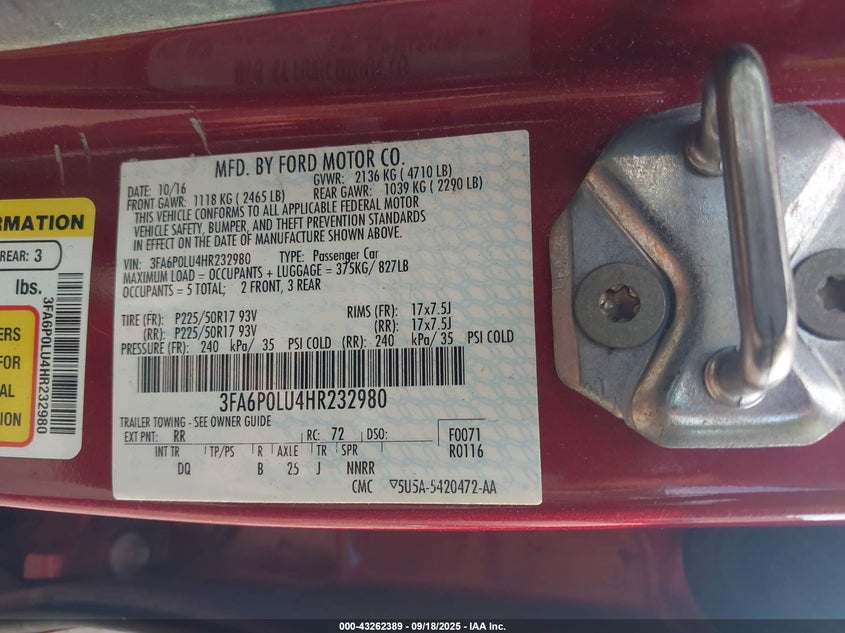 MFD. BY FORD MOTOR CO.
DATE: 10/16 GVWR: 2136 KG ( 4710 LB)
FRONT GAWR: 1118 KG ( 2465 LB) REAR GAWR: 1039 KG ( 2290 LB)
THIS VEHICLE CONFORMS TO ALL APPLICABLE FEDERAL MOTOR
VEHICLE SAFETY, BUMPER, AND THEFT PREVENTION STANDARDS
IN EFFECT ON THE DATE OF MANUFACTURE SHOWN ABOVE.
VIN: 3FA6P0LU4HR232980 TYPE: Passenger Car
MAXIMUM LOAD = OCCUPANTS + LUGGAGE = 375KG/ 827LB
OCCUPANTS = 5 TOTAL; 2 FRONT, 3 REAR
TIRE (FR): P225/50R17 93V RIMS (FR): 17x7.5J
(RR): P225/50R17 93V (RR): 17x7.5J
PRESSURE (FR): 240 kPa/ 35 PSI COLD (RR): 240 kPa/ 35 PSI COLD
3FA6P0LU4HR232980
TRAILER TOWING - SEE OWNER GUIDE
EXT PNT: RR RC: 72 DSO: F0071
INT TR TP/PS R AXLE TR SPR R0116
DQ B 25 J NNRR
CMC 5U5A-5420472-AA
REAR: 3
lbs.
ERS
FOR
AL
TION
3FA6P0LU4HR232980
000-43262389 - 09/18/2025 - IAA Inc.